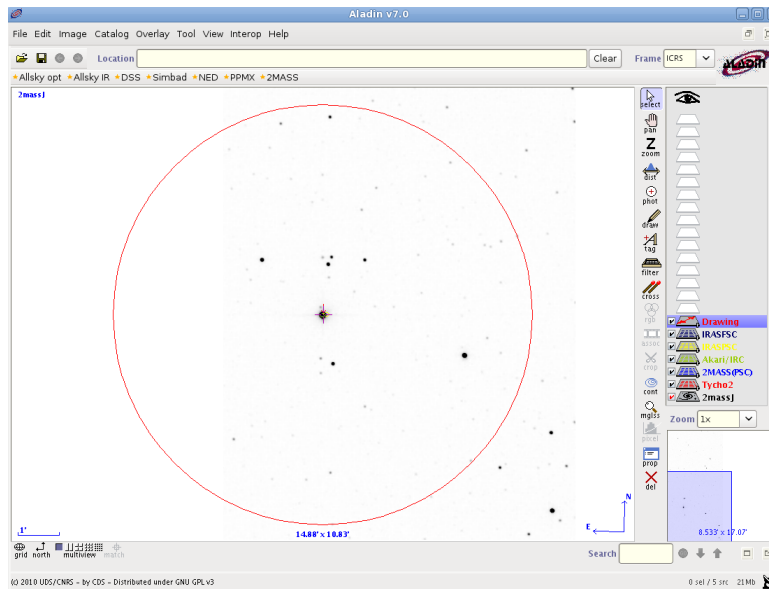 Aladin v7.0
File Edit Image Catalog Overlay Tool View Interop Help
Location Clear Frame ICRS
Allsky opt Allsky IR DSS Simbad NED PPMX 2MASS
2massJ
select
pan
zoom
dist
phot
draw
tag
filter
cross
rgb
assoc
crop
cont
mglss
pixel
prop
del
Drawing
IRASFSC
Akari/IRC
2MASS(PSC)
Tycho2
2massJ
Zoom 1x
N
E
1'
14.88' x 10.83'
8.533' x 17.07'
grid north multiview match
Search
(c) 2010 UDS/CNRS - by CDS - Distributed under GNU GPL v3
0 sel / 5 src 21Mb